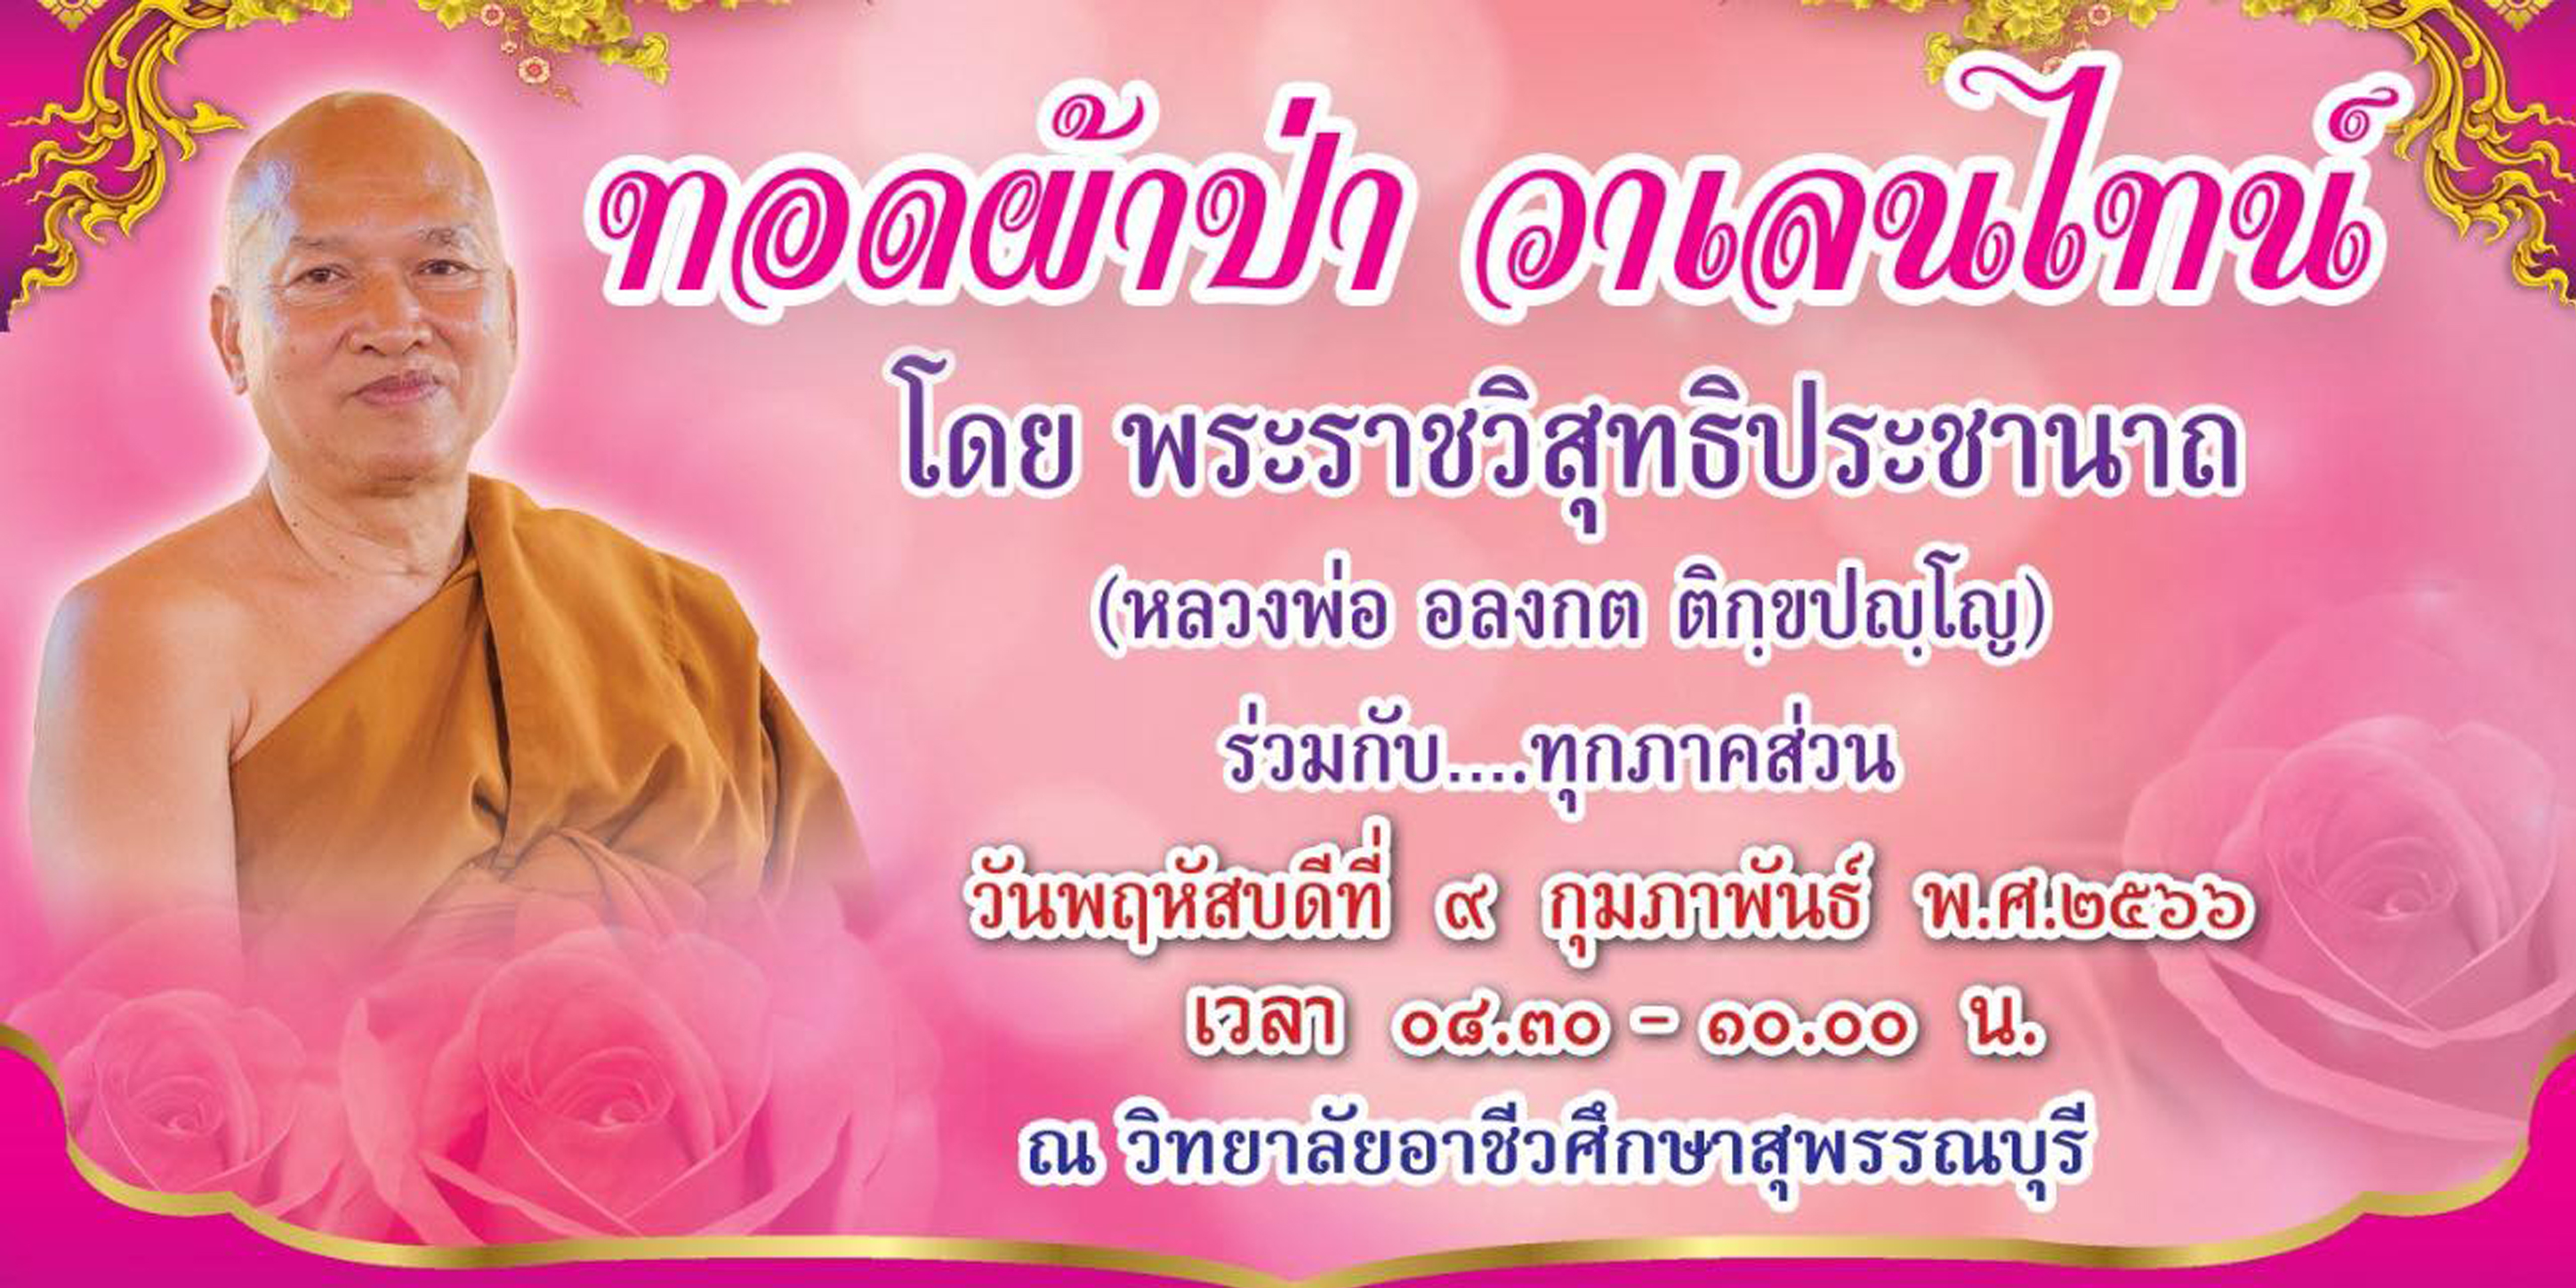 ทอดผ้าป่า วาเลนไทน์
โดย พระราชวิสุทธิประชานาถ
(หลวงพ่อ อลงกต ติกฺขปญฺโญ)
ร่วมกับ....ทุกภาคส่วน
วันพฤหัสบดีที่ ๙ กุมภาพันธ์ พ.ศ.๒๕๖๖
เวลา ๐๘.๓๐ - ๑๐.๐๐ น.
ณ วิทยาลัยอาชีวศึกษาสุพรรณบุรี